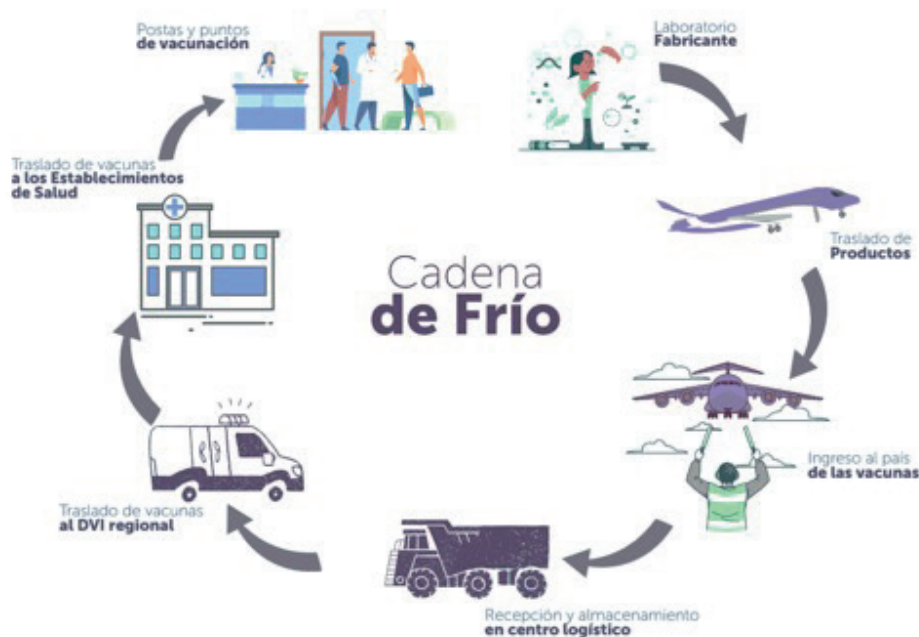 Postas y puntos
de vacunación
Laboratorio
Fabricante
Traslado de vacunas
a los Establecimientos
de Salud
Traslado de
Productos
Cadena
de Frío
Ingreso al país
de las vacunas
Traslado de vacunas
al DVI regional
Recepción y almacenamiento
en centro logístico